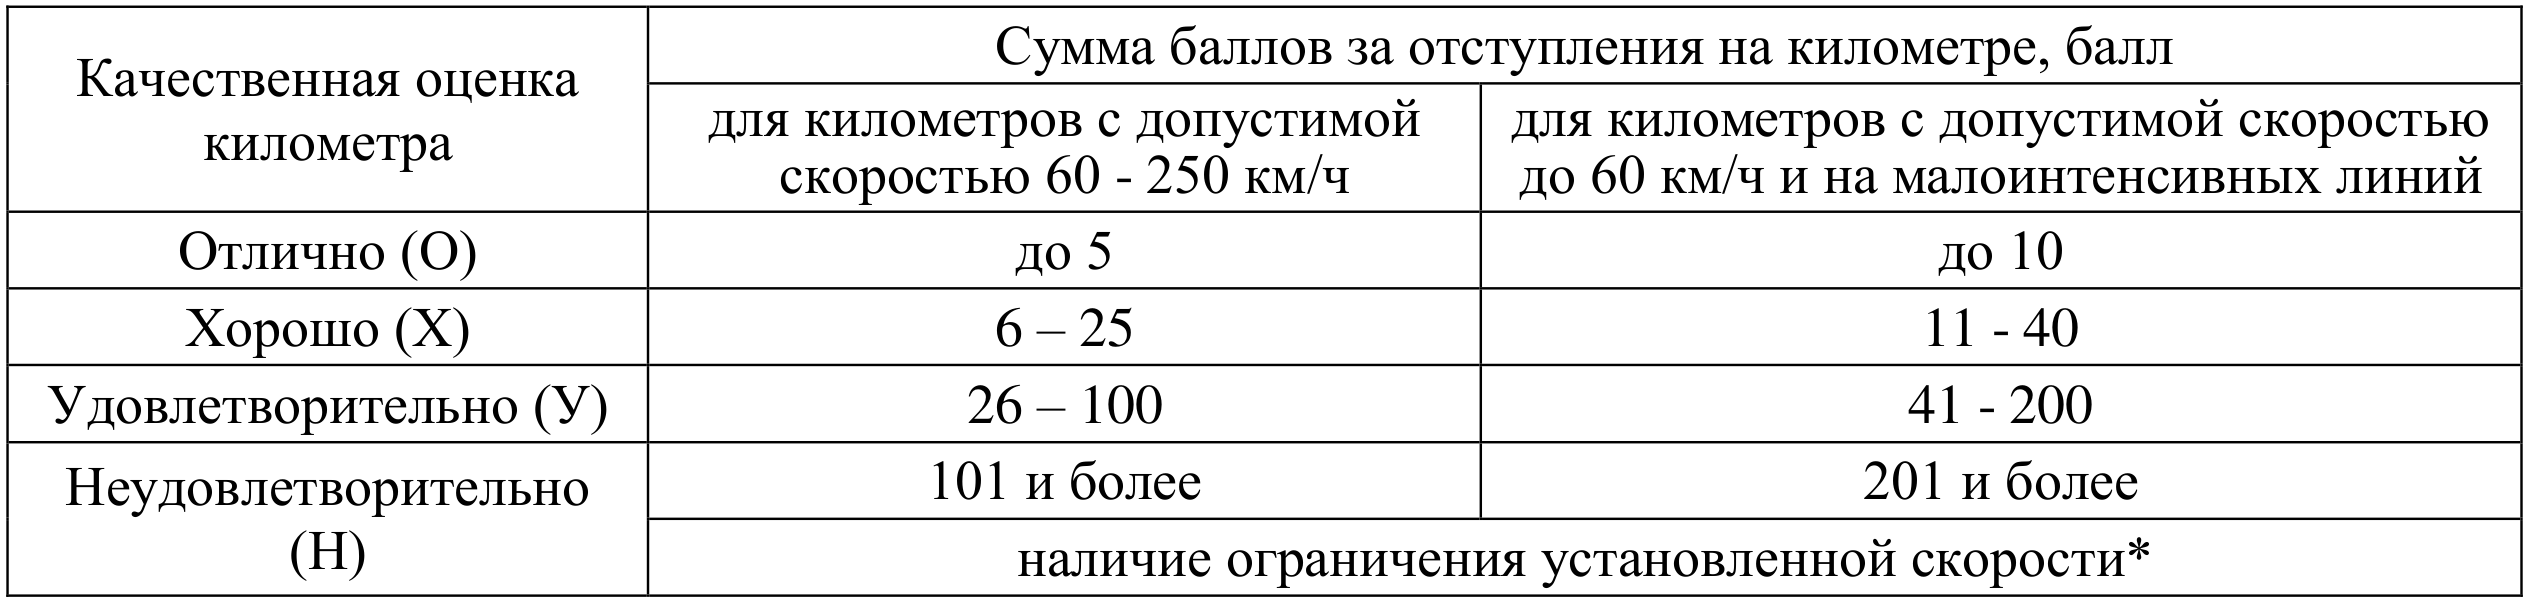 Качественная оценка
километра
Сумма баллов за отступления на километре, балл
для километров с допустимой
скоростью 60 - 250 км/ч
для километров с допустимой скоростью
до 60 км/ч и на малоинтенсивных линий
Отлично (О)
до 5
до 10
Хорошо (Х)
6 – 25
11 - 40
Удовлетворительно (У)
26 – 100
41 - 200
Неудовлетворительно
(Н)
101 и более
201 и более
наличие ограничения установленной скорости*